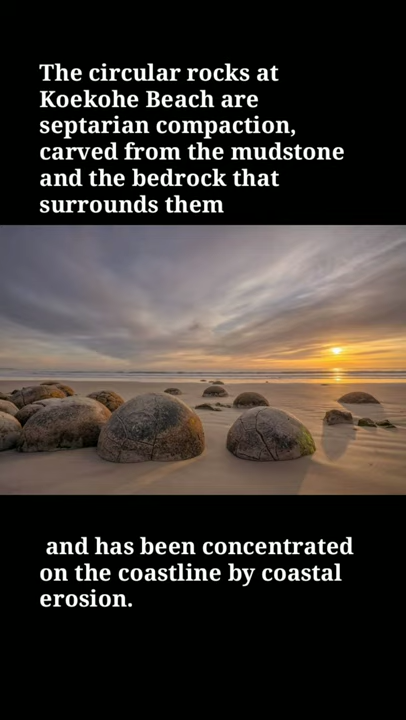 The circular rocks at
Koekohe Beach are
septarian compaction,
carved from the mudstone
and the bedrock that
surrounds them
and has been concentrated
on the coastline by coastal
erosion.